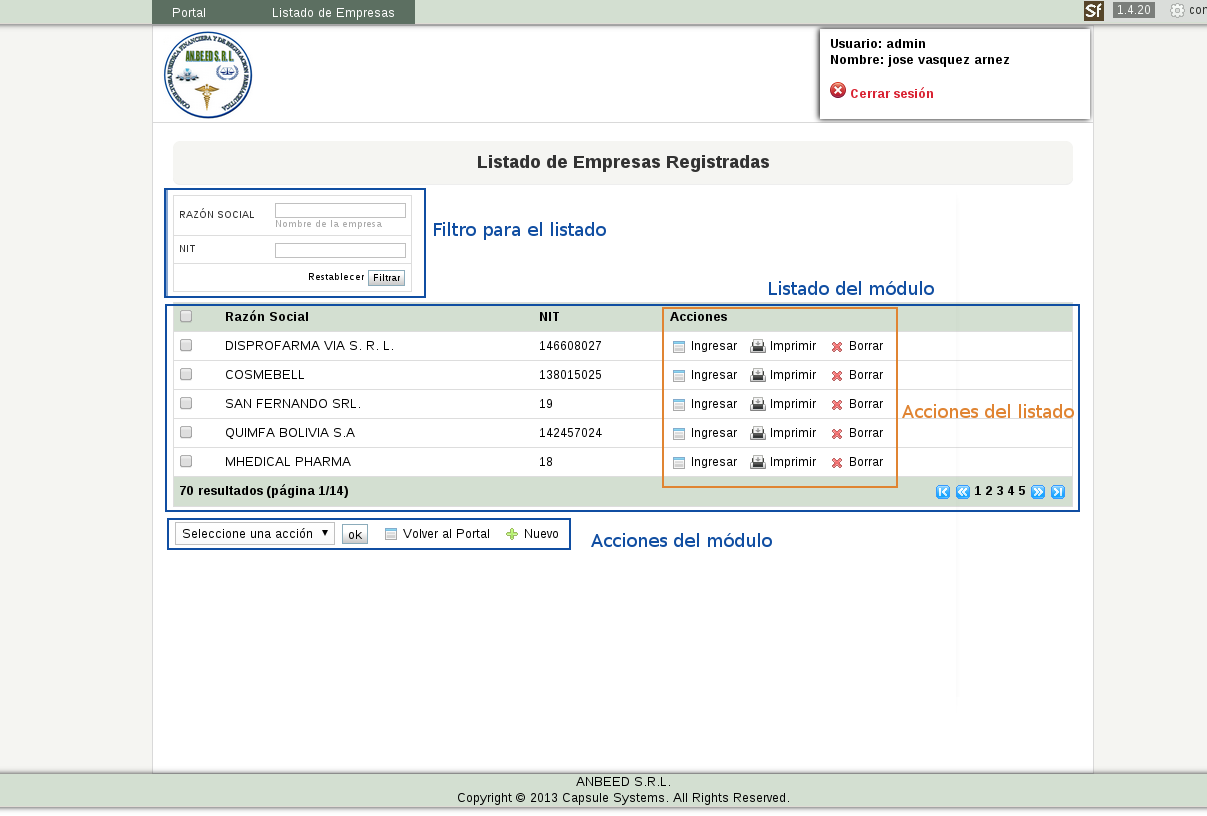 Portal Listado de Empresas
Sf 1.4.20 con
AN.BEED S.R.L.
Usuario: admin
Nombre: jose vasquez arnez
Cerrar sesión
Listado de Empresas Registradas
RAZÓN SOCIAL
Nombre de la empresa
NIT
Restablecer Filtrar
Filtro para el listado
Listado del módulo
Razón Social NIT Acciones
DISPROFARMA VIA S. R. L. 146608027 Ingresar Imprimir Borrar
COSMEBELL 138015025 Ingresar Imprimir Borrar
SAN FERNANDO SRL. 19 Ingresar Imprimir Borrar
QUIMFA BOLIVIA S.A 142457024 Ingresar Imprimir Borrar
MHEDICAL PHARMA 18 Ingresar Imprimir Borrar
Acciones del listado
70 resultados (página 1/14) 1 2 3 4 5
Seleccione una acción ok Volver al Portal Nuevo
Acciones del módulo
ANBEED S.R.L.
Copyright © 2013 Capsule Systems. All Rights Reserved.